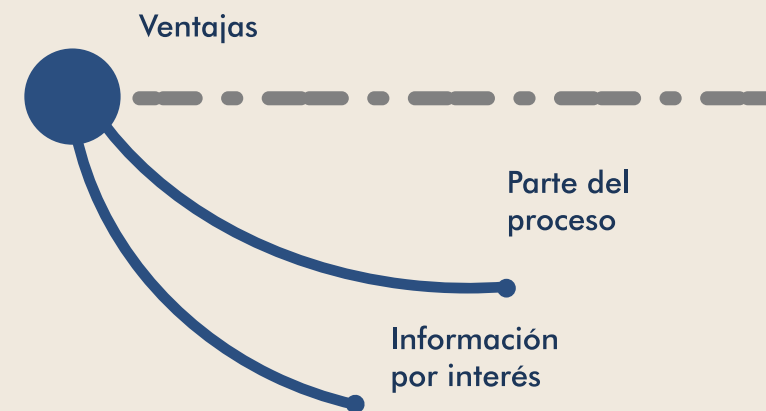 Ventajas
Parte del
proceso
Información
por interés